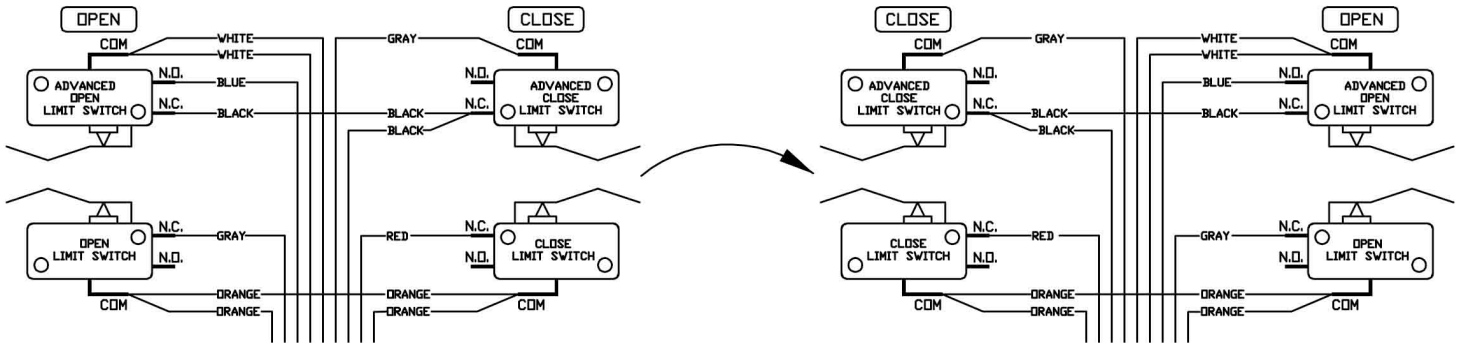 OPEN CLOSE CLOSE OPEN
COM WHITE GRAY COM COM GRAY WHITE COM
WHITE WHITE
N.O. N.O. N.O. N.O.
ADVANCED OPEN LIMIT SWITCH BLUE ADVANCED CLOSE LIMIT SWITCH ADVANCED CLOSE LIMIT SWITCH BLUE ADVANCED OPEN LIMIT SWITCH
N.C. BLACK BLACK N.C. N.C. BLACK BLACK N.C.
BLACK BLACK
N.C. GRAY RED N.C. N.C. RED GRAY N.C.
OPEN LIMIT SWITCH CLOSE LIMIT SWITCH CLOSE LIMIT SWITCH OPEN LIMIT SWITCH
N.O. N.O. N.O. N.O.
ORANGE ORANGE ORANGE ORANGE
COM ORANGE ORANGE COM COM ORANGE ORANGE COM